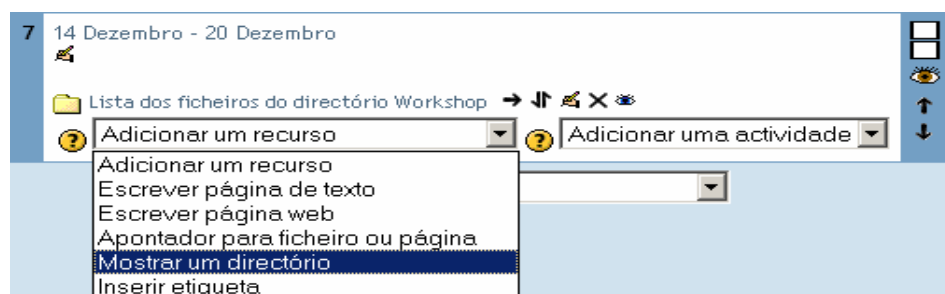 7 14 Dezembro - 20 Dezembro
Lista dos ficheiros do directório Workshop
Adicionar um recurso
Adicionar uma actividade
Adicionar um recurso
Escrever página de texto
Escrever página web
Apontador para ficheiro ou página
Mostrar um directório
Inserir etiqueta